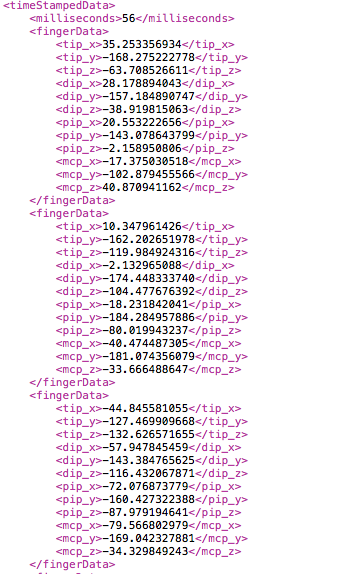 <timeStampedData>
<milliseconds>56</milliseconds>
<fingerData>
<tip_x>35.253356934</tip_x>
<tip_y>-168.275222778</tip_y>
<tip_z>-63.708526611</tip_z>
<dip_x>28.178894043</dip_x>
<dip_y>-157.184890747</dip_y>
<dip_z>-38.919815063</dip_z>
<pip_x>20.553222656</pip_x>
<pip_y>-143.078643799</pip_y>
<pip_z>-2.158950806</pip_z>
<mcp_x>-17.375030518</mcp_x>
<mcp_y>-102.879455566</mcp_y>
<mcp_z>40.870941162</mcp_z>
</fingerData>
<fingerData>
<tip_x>10.347961426</tip_x>
<tip_y>-162.202651978</tip_y>
<tip_z>-119.984924316</tip_z>
<dip_x>-2.132965088</dip_x>
<dip_y>-174.448333740</dip_y>
<dip_z>-104.477676392</dip_z>
<pip_x>-18.231842041</pip_x>
<pip_y>-184.284957886</pip_y>
<pip_z>-80.019943237</pip_z>
<mcp_x>-40.474487305</mcp_x>
<mcp_y>-181.074356079</mcp_y>
<mcp_z>-33.666488647</mcp_z>
</fingerData>
<fingerData>
<tip_x>-44.845581055</tip_x>
<tip_y>-127.469909668</tip_y>
<tip_z>-132.626571655</tip_z>
<dip_x>-57.947845459</dip_x>
<dip_y>-143.384765625</dip_y>
<dip_z>-116.432067871</dip_z>
<pip_x>-72.076873779</pip_x>
<pip_y>-160.427322388</pip_y>
<pip_z>-87.979194641</pip_z>
<mcp_x>-79.566802979</mcp_x>
<mcp_y>-169.042327881</mcp_y>
<mcp_z>-34.329849243</mcp_z>
</fingerData>